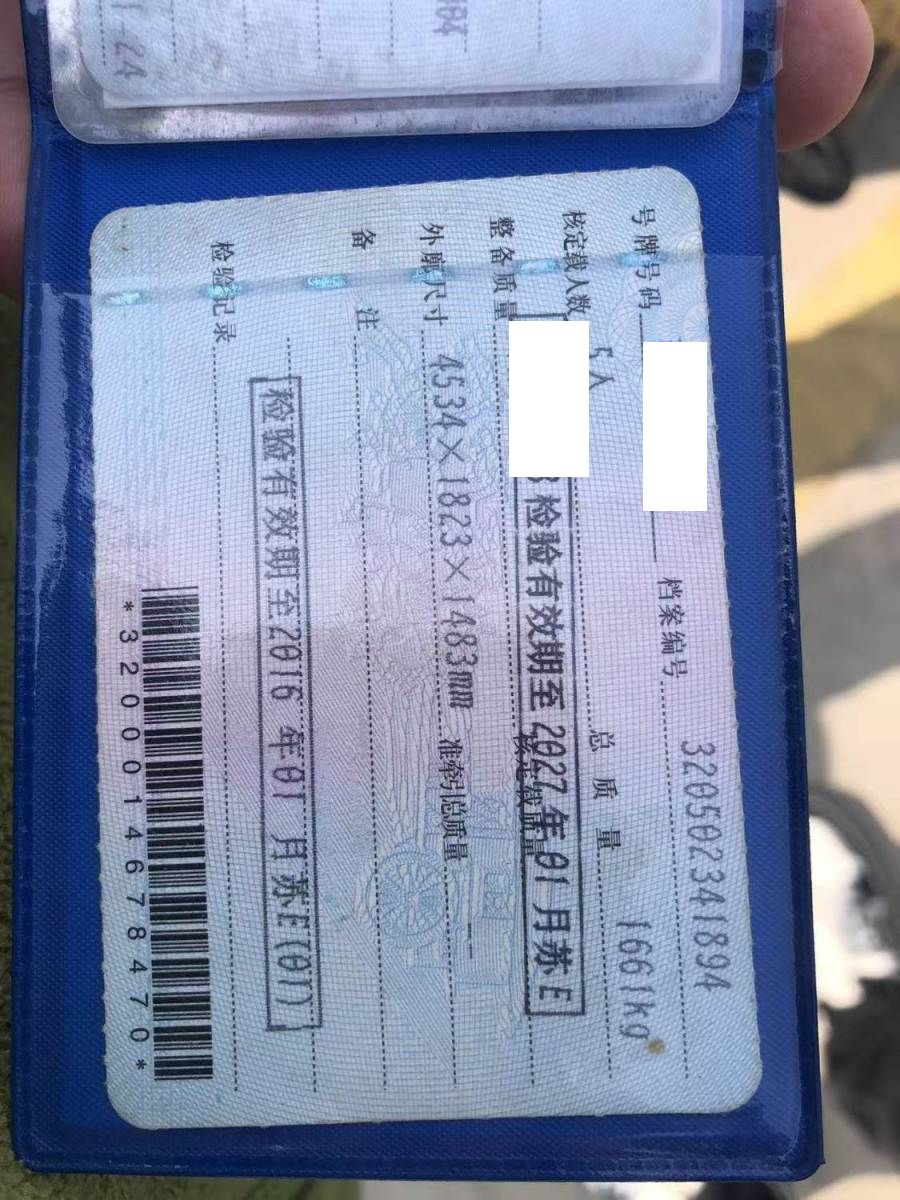 号牌号码 档案编号 320502341894
核定载人数 5人 总质量 1661kg
整备质量 核定载质量
检验有效期至2027年01月苏E
外廓尺寸 4534×1823×1483mm 准牵引总质量
备注
检验有效期至2016年01月苏E(01)
检验记录
*3200014678470*